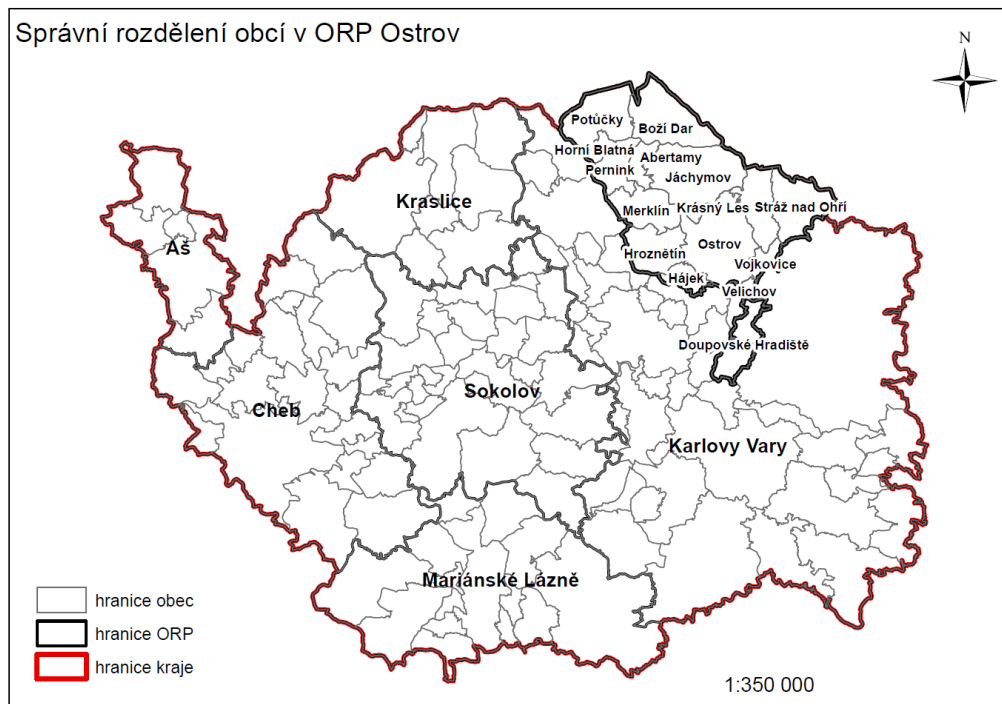 Správní rozdělení obcí v ORP Ostrov
N
Potůčky
Boží Dar
Horní Blatná
Abertamy
Pernink
Jáchymov
Kraslice
Merklín
Krásný Les
Stráž nad Ohří
Aš
Ostrov
Hroznětín
Vojkovice
Hájek
Velichov
Doupovské Hradiště
Sokolov
Cheb
Karlovy Vary
Mariánské Lázně
hranice obec
hranice ORP
hranice kraje
1:350 000